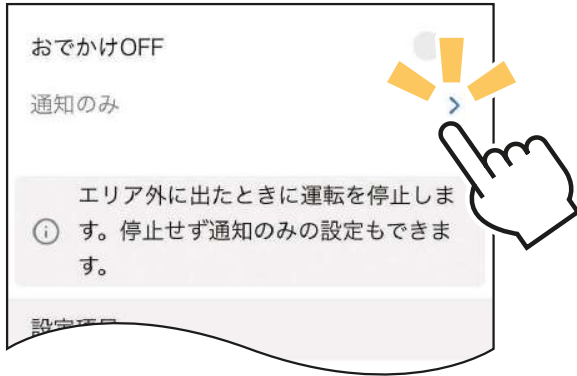 おでかけOFF
通知のみ
エリア外に出たときに運転を停止しま
す。停止せず通知のみの設定もできま
す。